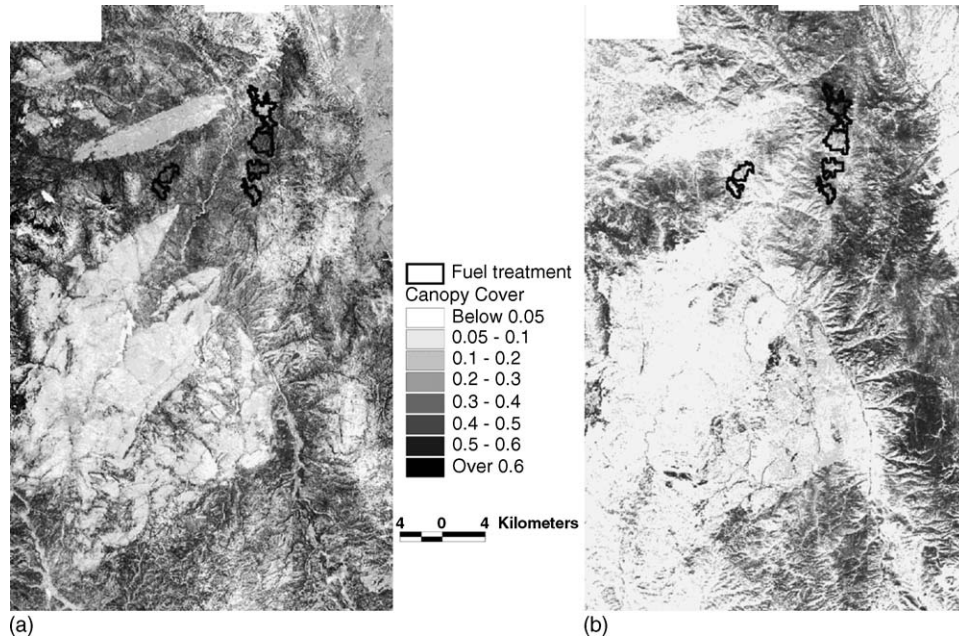 Fuel treatment
Canopy Cover
Below 0.05
0.05 - 0.1
0.1 - 0.2
0.2 - 0.3
0.3 - 0.4
0.4 - 0.5
0.5 - 0.6
Over 0.6
4 0 4 Kilometers
(a)
(b)